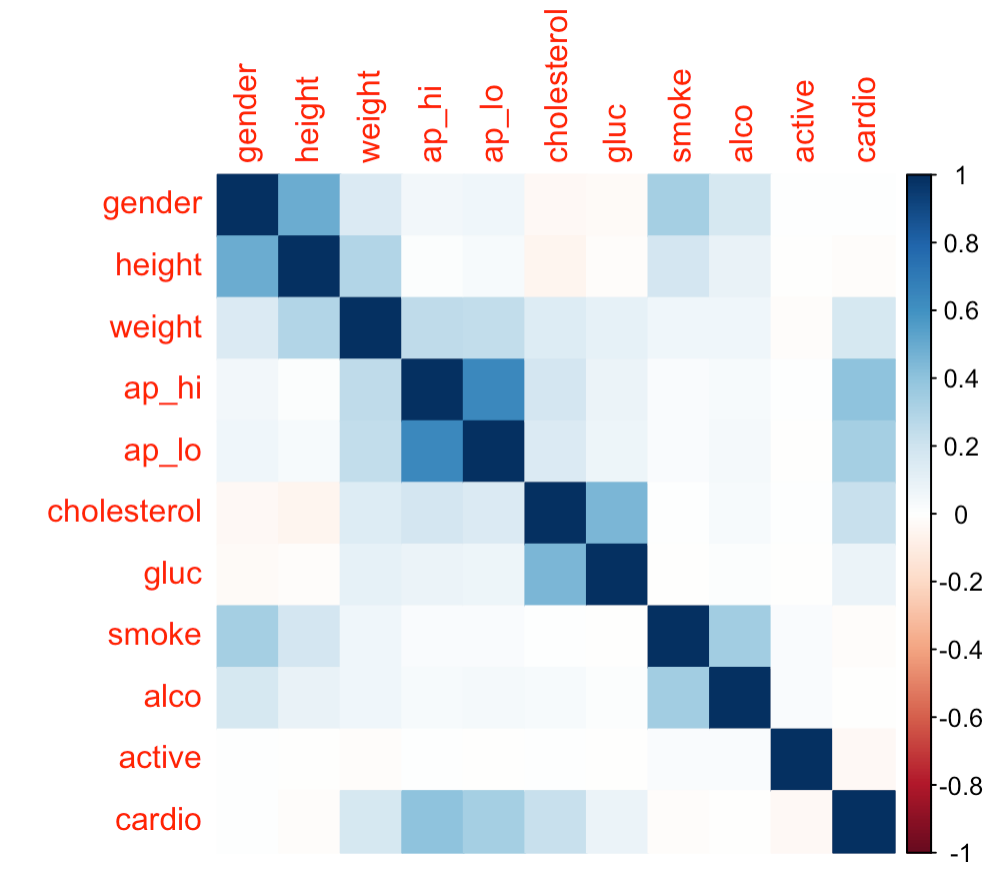 gender
height
weight
ap_hi
ap_lo
cholesterol
gluc
smoke
alco
active
cardio
gender
height
weight
ap_hi
ap_lo
cholesterol
gluc
smoke
alco
active
cardio
1
0.8
0.6
0.4
0.2
0
-0.2
-0.4
-0.6
-0.8
-1